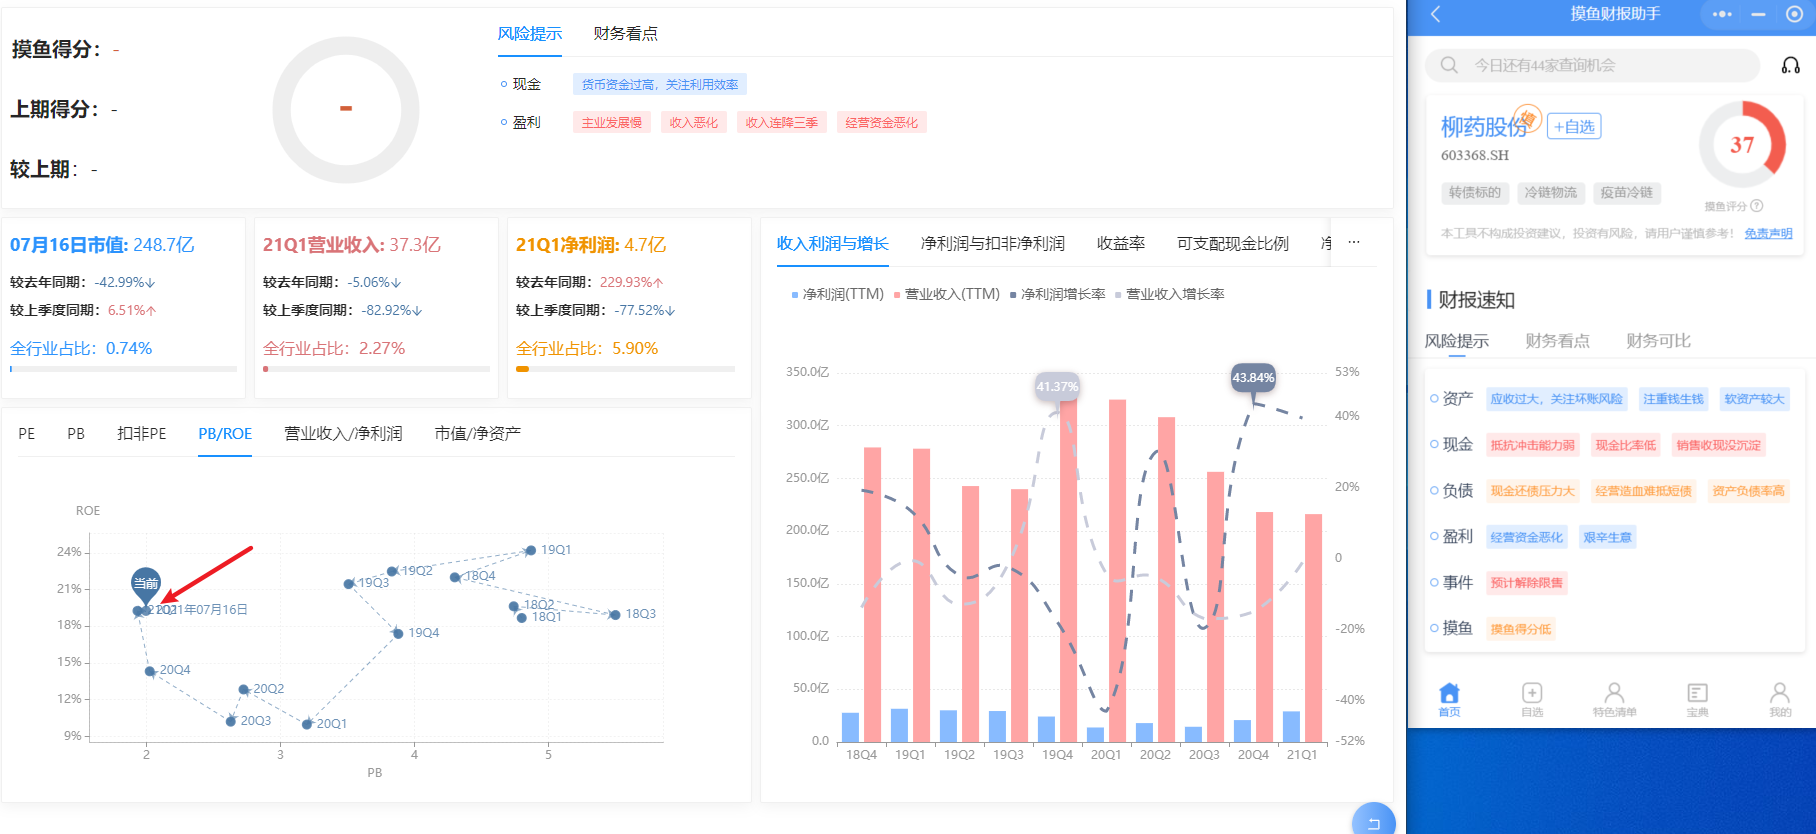 摸鱼得分：-
上期得分：-
较上期：-
-
风险提示 财务看点
现金 货币资金过高，关注利用效率
盈利 主业发展慢 收入恶化 收入连降三季 经营资金恶化
07月16日市值: 248.7亿
较去年同期：-42.99%↓
较上季度同期：6.51%↑
全行业占比：0.74%
21Q1营业收入: 37.3亿
较去年同期：-5.06%↓
较上季度同期：-82.92%↓
全行业占比：2.27%
21Q1净利润: 4.7亿
较去年同期：229.93%↑
较上季度同期：-77.52%↓
全行业占比：5.90%
PE PB 扣非PE PB/ROE 营业收入/净利润 市值/净资产
ROE
24%
21%
18%
15%
12%
9%
当前
2021年07月16日
19Q1
19Q2
18Q4
19Q3
18Q2
18Q1
18Q3
19Q4
20Q4
20Q2
20Q3
20Q1
2 3 4 5
PB
收入利润与增长 净利润与扣非净利润 收益率 可支配现金比例 ···
净利润(TTM) 营业收入(TTM) 净利润增长率 营业收入增长率
350.0亿
300.0亿
250.0亿
200.0亿
150.0亿
100.0亿
50.0亿
0.0
41.37%
43.84%
53%
40%
20%
0
-20%
-40%
-52%
18Q4 19Q1 19Q2 19Q3 19Q4 20Q1 20Q2 20Q3 20Q4 21Q1
摸鱼财报助手
今日还有44家查询机会
柳药股份 +自选
603368.SH
37
转债标的 冷链物流 疫苗冷链
摸鱼评分?
本工具不构成投资建议，投资有风险，请用户谨慎参考！ 免责声明
财报速知
风险提示 财务看点 财务可比
资产 应收过大，关注坏账风险 注重钱生钱 软资产较大
现金 抵抗冲击能力弱 现金比率低 销售收现没沉淀
负债 现金还债压力大 经营造血难抵短债 资产负债率高
盈利 经营资金恶化 艰辛生意
事件 预计解除限售
摸鱼 摸鱼得分低
首页 自选 特色清单 宝典 我的